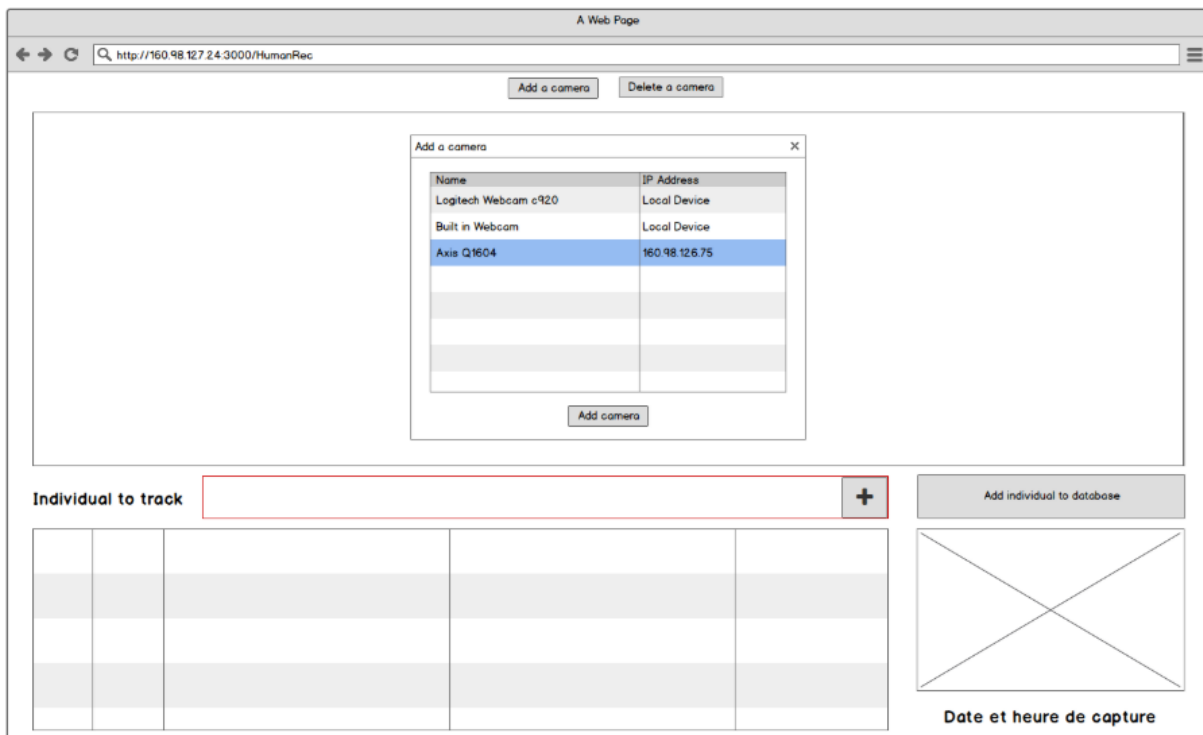 A Web Page
http://160.98.127.24:3000/HumanRec
Add a camera Delete a camera
Add a camera
Name IP Address
Logitech Webcam c920 Local Device
Built in Webcam Local Device
Axis Q1604 160.98.126.75
Add camera
Individual to track + Add individual to database
Date et heure de capture